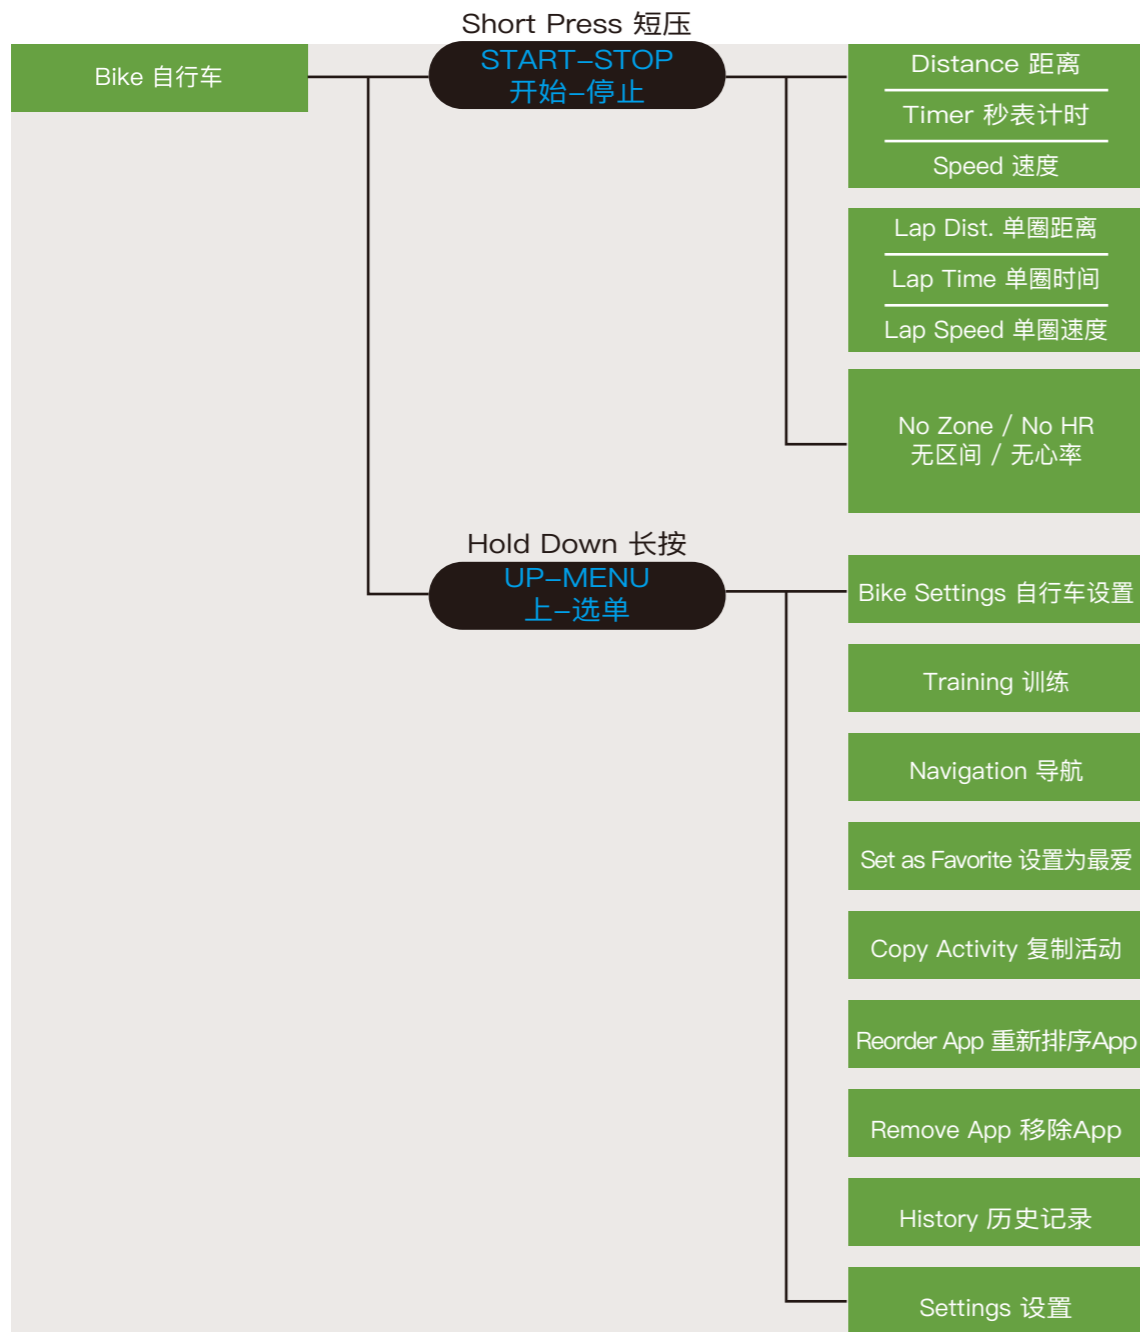 Short Press 短压
Bike 自行车
START–STOP
开始–停止
Distance 距离
Timer 秒表计时
Speed 速度
Lap Dist. 单圈距离
Lap Time 单圈时间
Lap Speed 单圈速度
No Zone / No HR
无区间 / 无心率
Hold Down 长按
UP–MENU
上–选单
Bike Settings 自行车设置
Training 训练
Navigation 导航
Set as Favorite 设置为最爱
Copy Activity 复制活动
Reorder App 重新排序App
Remove App 移除App
History 历史记录
Settings 设置